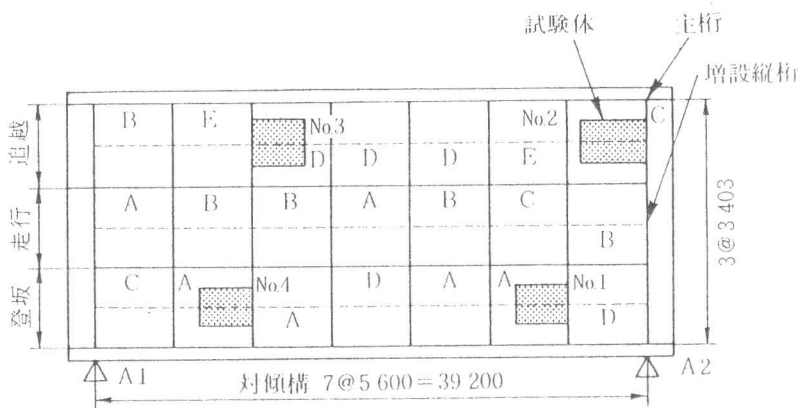 試験体 主桁
増設縦桁
B E No.3 No.2 C
追越 D D D E
A B B A B C
走行 B
3@3 403
C A No.4 D A A No.1
登坂 A D
A1 対傾構 7@5 600=39 200 A2